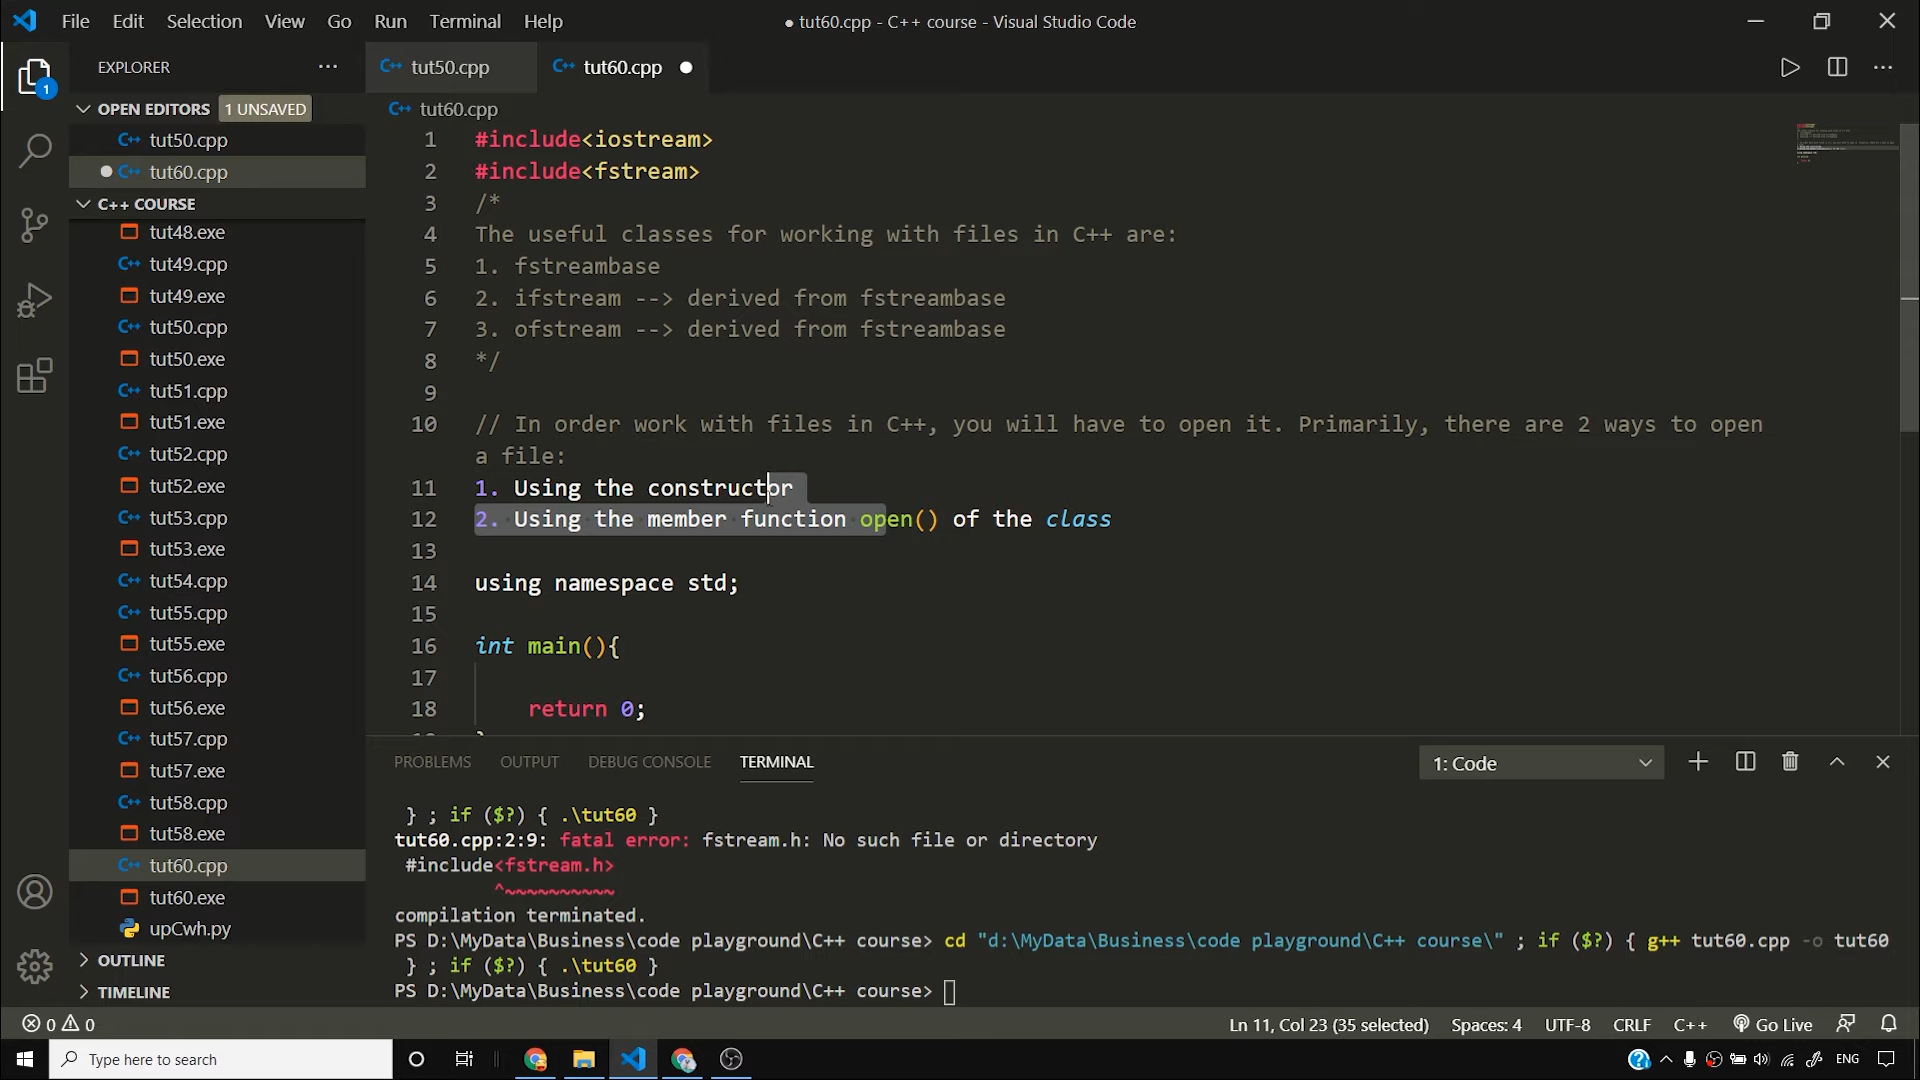 File Edit Selection View Go Run Terminal Help
● tut60.cpp - C++ course - Visual Studio Code
EXPLORER ···
tut50.cpp
tut60.cpp ●
OPEN EDITORS 1 UNSAVED
1
tut50.cpp
tut60.cpp
C++ COURSE
tut48.exe
tut49.cpp
tut49.exe
tut50.cpp
tut50.exe
tut51.cpp
tut51.exe
tut52.cpp
tut52.exe
tut53.cpp
tut53.exe
tut54.cpp
tut55.cpp
tut55.exe
tut56.cpp
tut56.exe
tut57.cpp
tut57.exe
tut58.cpp
tut58.exe
tut60.cpp
tut60.exe
upCwh.py
OUTLINE
TIMELINE
tut60.cpp
1 #include<iostream>
2 #include<fstream>
3 /*
4 The useful classes for working with files in C++ are:
5 1. fstreambase
6 2. ifstream --> derived from fstreambase
7 3. ofstream --> derived from fstreambase
8 */
9
10 // In order work with files in C++, you will have to open it. Primarily, there are 2 ways to open
a file:
11 1. Using the constructor
12 2. Using the member function open() of the class
13
14 using namespace std;
15
16 int main(){
17
18 return 0;
PROBLEMS OUTPUT DEBUG CONSOLE TERMINAL
1: Code
} ; if ($?) { .\tut60 }
tut60.cpp:2:9: fatal error: fstream.h: No such file or directory
#include<fstream.h>
^~~~~~~~~~~
compilation terminated.
PS D:\MyData\Business\code playground\C++ course> cd "d:\MyData\Business\code playground\C++ course\" ; if ($?) { g++ tut60.cpp -o tut60
} ; if ($?) { .\tut60 }
PS D:\MyData\Business\code playground\C++ course>
0 0
Ln 11, Col 23 (35 selected) Spaces: 4 UTF-8 CRLF C++ Go Live
Type here to search
ENG